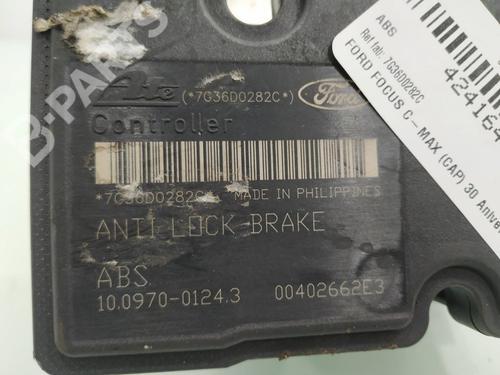 Ate (*7G36D0282C*) Ford
Controller
*7G36D0282C* MADE IN PHILIPPINES
ANTI LOCK BRAKE
ABS
10.0970-0124.3 00402662E3
ABS
Ref.fab: 7G36D0282C
FORD FOCUS C-MAX (CAP) 30
B-PARTS